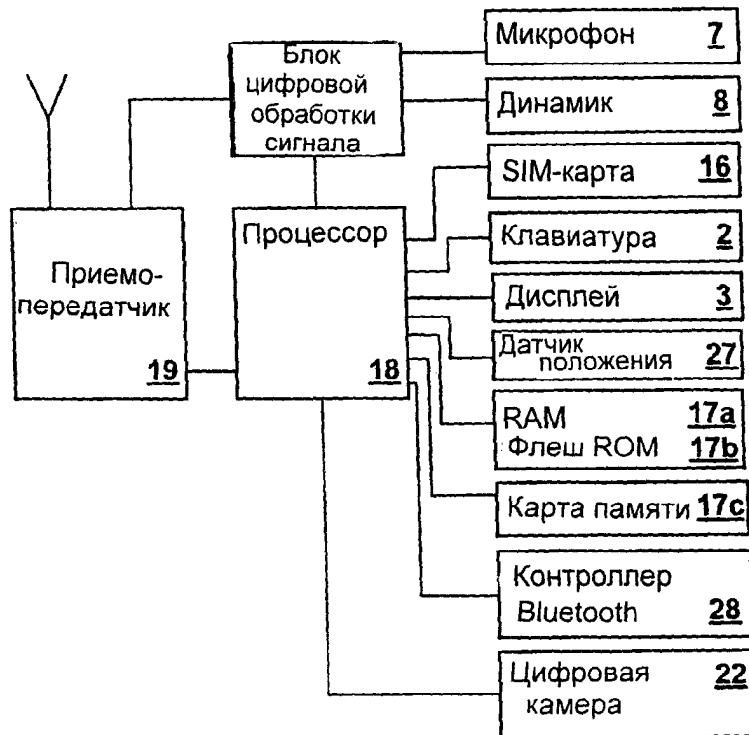 Блок
цифровой
обработки
сигнала
Микрофон 7
Динамик 8
SIM-карта 16
Клавиатура 2
Дисплей 3
Датчик
положения 27
RAM 17a
Флеш ROM 17b
Карта памяти 17c
Контроллер
Bluetooth 28
Цифровая 22
камера
Процессор
18
Приемо-
передатчик
19